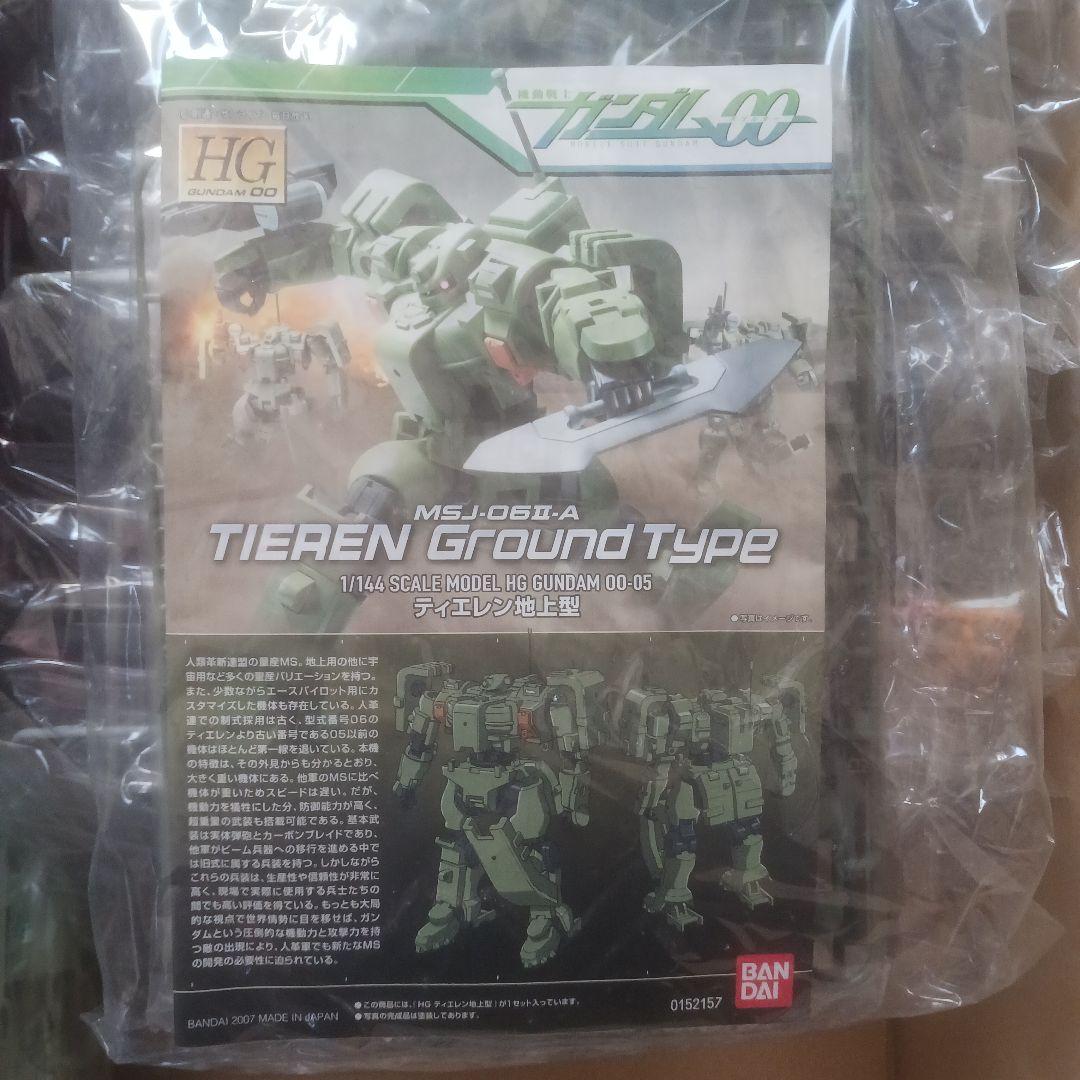 機動戦士
ガンダム00
MOBILE SUIT GUNDAM
HG
GUNDAM 00
MSJ-06Ⅱ-A
TIEREN Ground Type
1/144 SCALE MODEL HG GUNDAM 00-05
ティエレン地上型
●写真はイメージです。
人類革新連盟の量産MS。地上用の他に宇
宙用など多くの量産バリエーションを持つ。
また、少数ながらエースパイロット用にカ
スタマイズした機体も存在している。人革
連での制式採用は古く、型式番号06の
ティエレンより古い番号である05以前の
機体はほとんど第一線を退いている。本機
の特徴は、その外見からも分かるとおり、
大きく重い機体にある。他軍のMSに比べ
機体が重いためスピードは遅い。だが、
機動力を犠牲にした分、防御能力が高く、
超重量の武装も搭載可能である。基本武
装は実体弾砲とカーボンブレイドであり、
他軍がビーム兵器への移行を進める中で
は旧式に属する兵装を持つ。しかしながら
これらの兵装は、生産性や信頼性が非常に
高く、現場で実際に使用する兵士たちの
間でも高い評価を得ている。もっとも大局
的な視点で世界情勢に目を移せば、ガン
ダムという圧倒的な機動力と攻撃力を持
つ敵の出現により、人革軍でも新たなMS
の開発の必要性に迫られている。
BAN
DAI
●この商品には、「HG ティエレン地上型」が1セット入っています。
●写真の完成品は塗装してあります。
BANDAI 2007 MADE IN JAPAN
0152157